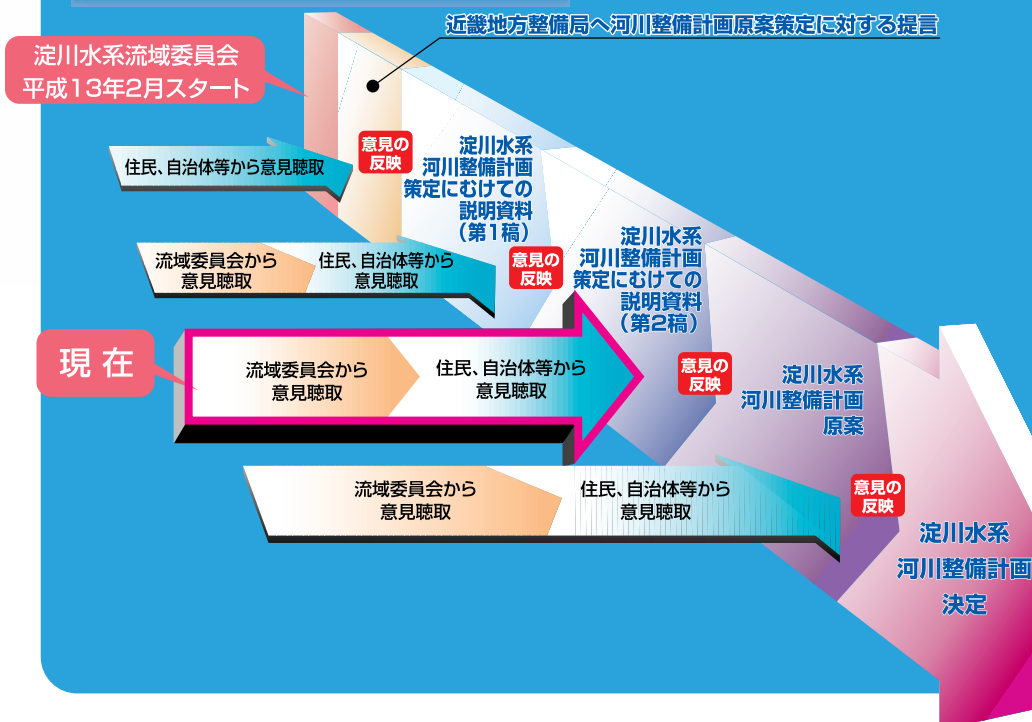 近畿地方整備局へ河川整備計画原案策定に対する提言
淀川水系流域委員会
平成13年2月スタート
住民、自治体等から意見聴取
意見の
反映
淀川水系
河川整備計画
策定にむけての
説明資料
(第1稿)
流域委員会から
意見聴取
住民、自治体等から
意見聴取
意見の
反映
淀川水系
河川整備計画
策定にむけての
説明資料
(第2稿)
現在
流域委員会から
意見聴取
住民、自治体等から
意見聴取
意見の
反映
淀川水系
河川整備計画
原案
流域委員会から
意見聴取
住民、自治体等から
意見聴取
意見の
反映
淀川水系
河川整備計画
決定